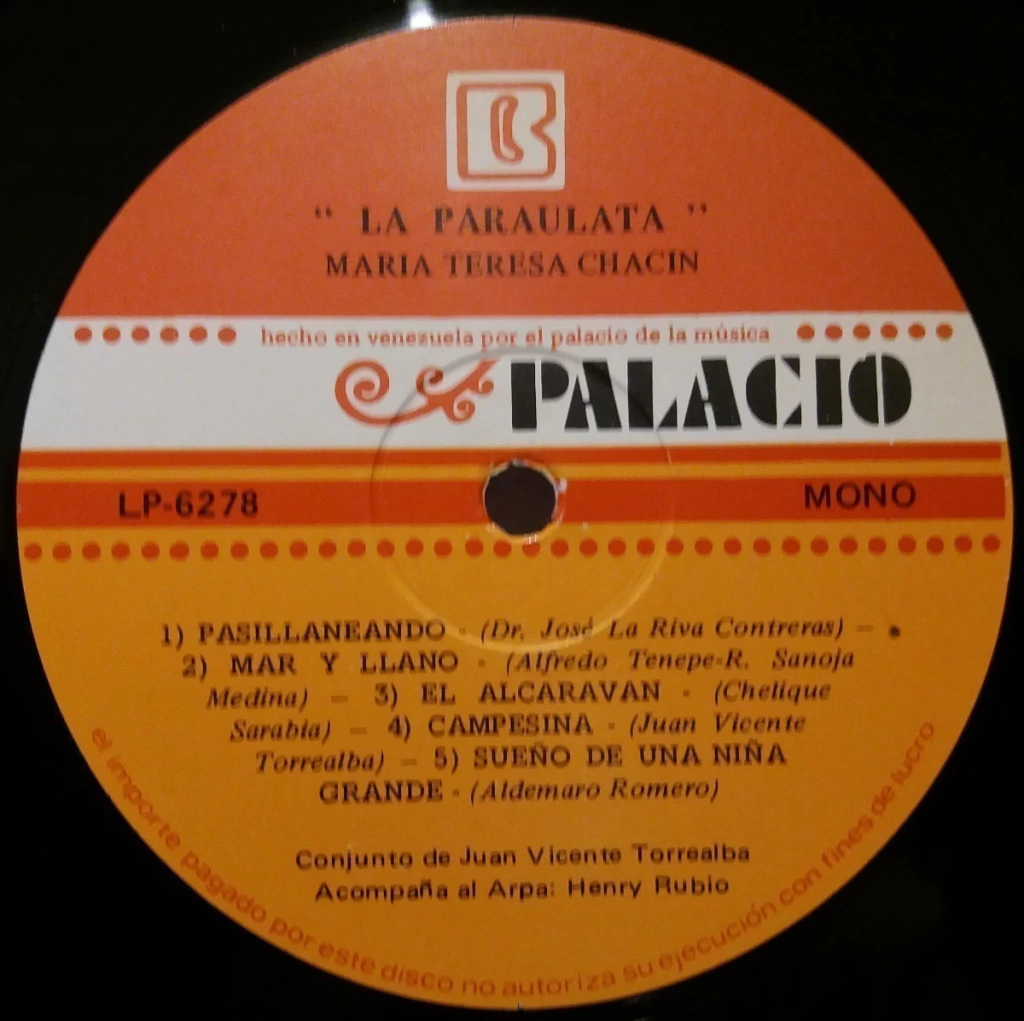 " LA PARAULATA "
MARIA TERESA CHACIN
hecho en venezuela por el palacio de la música
PALACIO
LP-6278
MONO
1) PASILLANEANDO - (Dr. José La Riva Contreras) —
2) MAR Y LLANO - (Alfredo Tenepe-R. Sanoja
Medina) — 3) EL ALCARAVAN - (Chelique
Sarabia) — 4) CAMPESINA - (Juan Vicente
Torrealba) — 5) SUEÑO DE UNA NIÑA
GRANDE - (Aldemaro Romero)
Conjunto de Juan Vicente Torrealba
Acompaña al Arpa: Henry Rubio
el importe pagado por este disco no autoriza su ejecución con fines de lucro